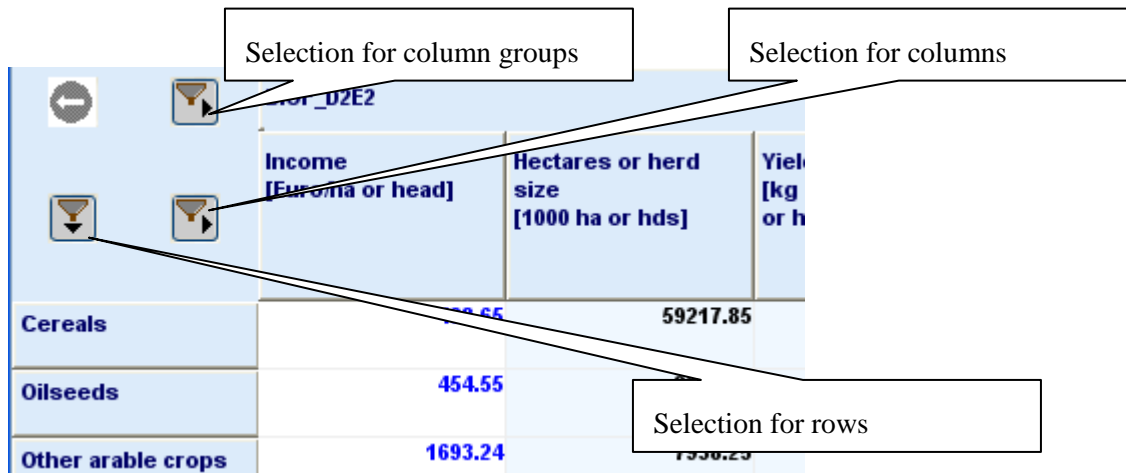 Selection for column groups
Selection for columns
Income
[Euro/ha or head]
Hectares or herd
size
[1000 ha or hds]
Cereals
59217.85
Oilseeds
454.55
Other arable crops
1693.24
Selection for rows